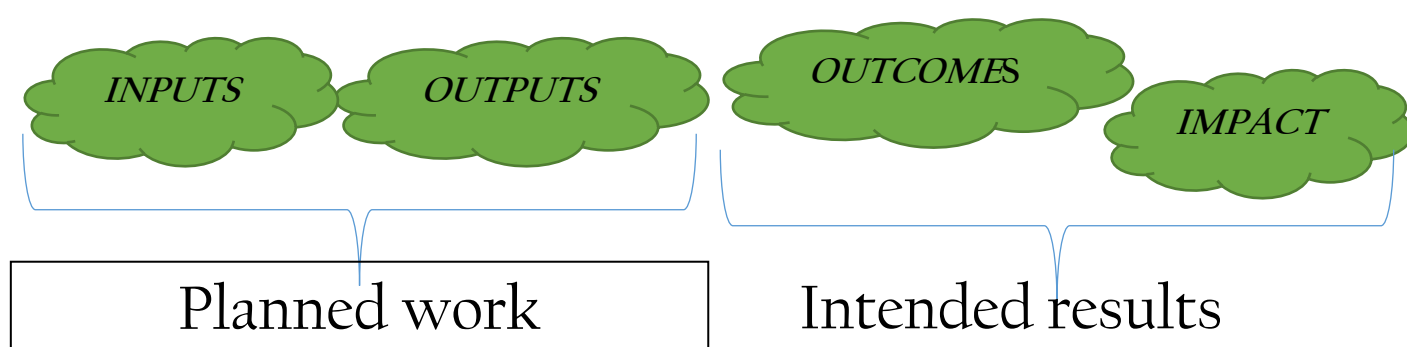 INPUTS
OUTPUTS
OUTCOMES
IMPACT
Planned work
Intended results